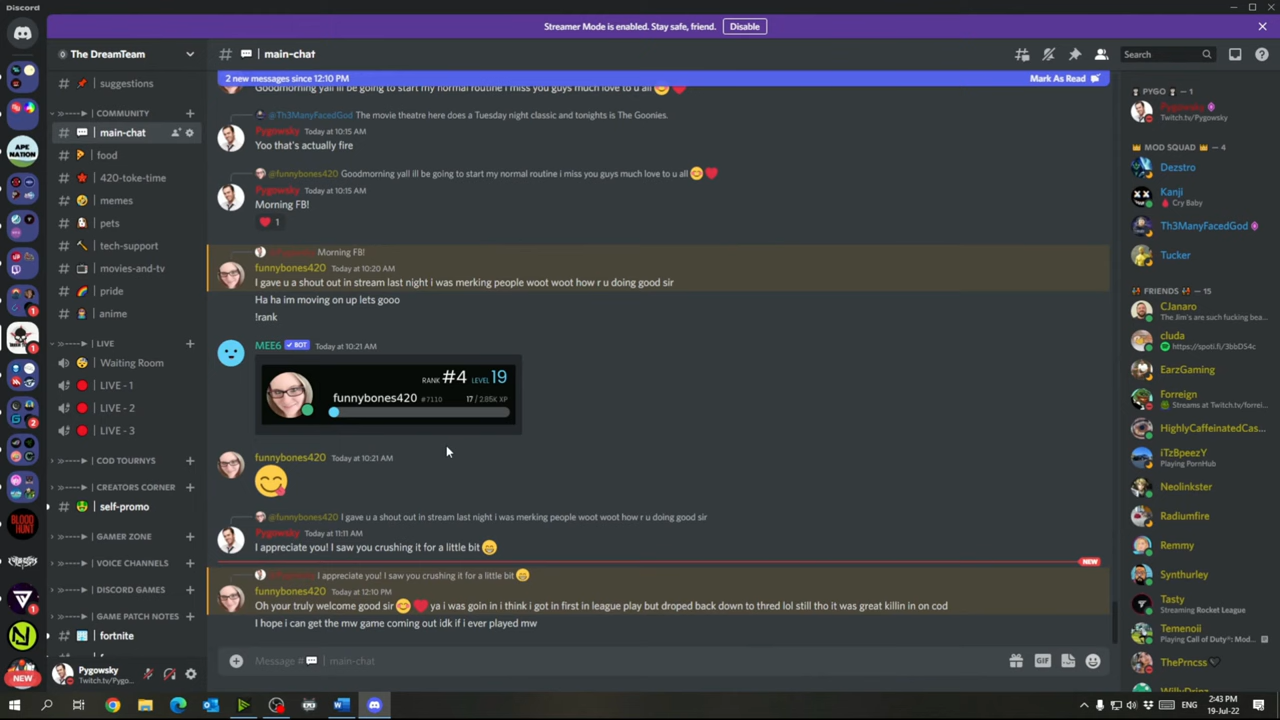 Discord
Streamer Mode is enabled. Stay safe, friend. Disable
The DreamTeam
suggestions
COMMUNITY
main-chat
food
420-toke-time
memes
pets
tech-support
movies-and-tv
pride
anime
LIVE
Waiting Room
LIVE - 1
LIVE - 2
LIVE - 3
COD TOURNYS
CREATORS CORNER
self-promo
GAMER ZONE
VOICE CHANNELS
DISCORD GAMES
GAME PATCH NOTES
fortnite
Pygowsky
Twitch.tv/Pygo...
APE NATION
1
1
2
BLOOD HUNT
1
NEW
# main-chat
Search
2 new messages since 12:10 PM Mark As Read
Goodmorning yall ill be going to start my normal routine i miss you guys much love to u all
@Th3ManyFacedGod The movie theatre here does a Tuesday night classic and tonights is The Goonies.
Pygowsky Today at 10:15 AM
Yoo that's actually fire
@funnybones420 Goodmorning yall ill be going to start my normal routine i miss you guys much love to u all
Pygowsky Today at 10:15 AM
Morning FB!
1
@Pygowsky Morning FB!
funnybones420 Today at 10:20 AM
I gave u a shout out in stream last night i was merking people woot woot how r u doing good sir
Ha ha im moving on up lets gooo
!rank
MEE6 BOT Today at 10:21 AM
RANK #4 LEVEL 19
funnybones420 #7110 17 / 2.85K XP
funnybones420 Today at 10:21 AM
@funnybones420 I gave u a shout out in stream last night i was merking people woot woot how r u doing good sir
Pygowsky Today at 11:11 AM
I appreciate you! I saw you crushing it for a little bit
NEW
@Pygowsky I appreciate you! I saw you crushing it for a little bit
funnybones420 Today at 12:10 PM
Oh your truly welcome good sir ya i was goin in i think i got in first in league play but droped back down to thred lol still tho it was great killin in on cod
I hope i can get the mw game coming out idk if i ever played mw
Message # main-chat
GIF
PYGO — 1
Pygowsky
Twitch.tv/Pygowsky
MOD SQUAD — 4
Dezstro
Kanji
Cry Baby
Th3ManyFacedGod
Tucker
FRIENDS — 15
CJanaro
The Jim's are such fucking bea...
cluda
https://spoti.fi/3bbD54c
EarzGaming
Forreign
Streams at Twitch.tv/forrei...
HighlyCaffeinatedCas...
iTzBpeezY
Playing PornHub
Neolinkster
Radiumfire
Remmy
Synthurley
Tasty
Streaming Rocket League
Temenoii
Playing Call of Duty®: Mod...
ThePrncss
ENG
2:43 PM
19-Jul-22